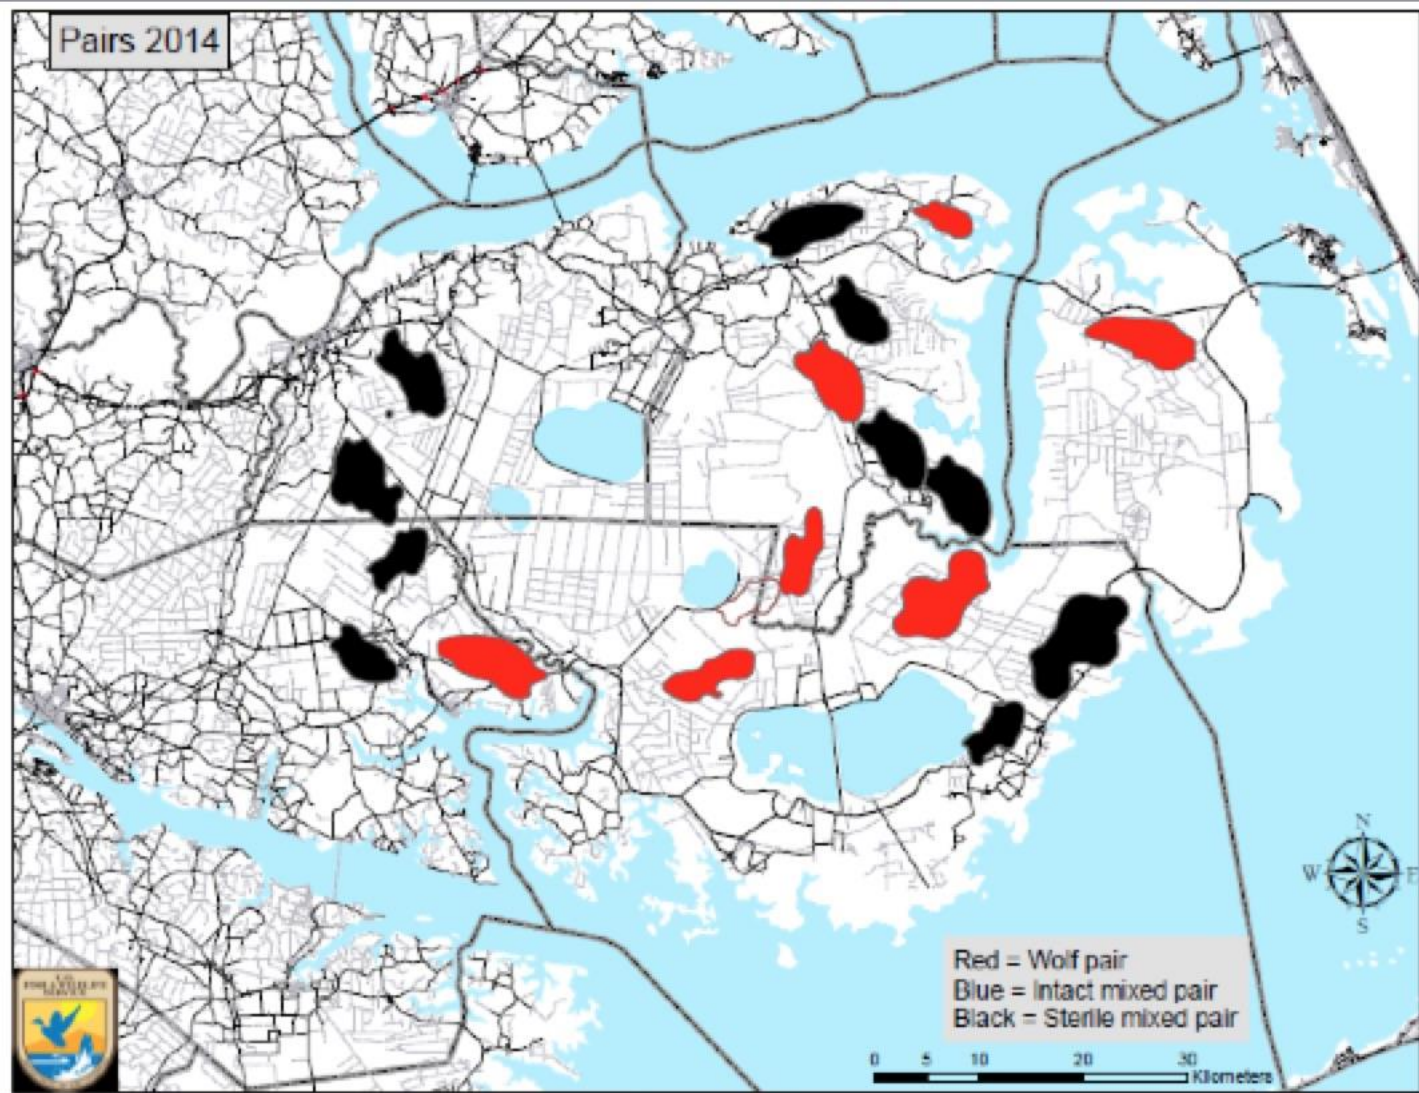 Pairs 2014
N
W
E
S
Red = Wolf pair
Blue = Intact mixed pair
Black = Sterile mixed pair
0 5 10 20 30
Kilometers